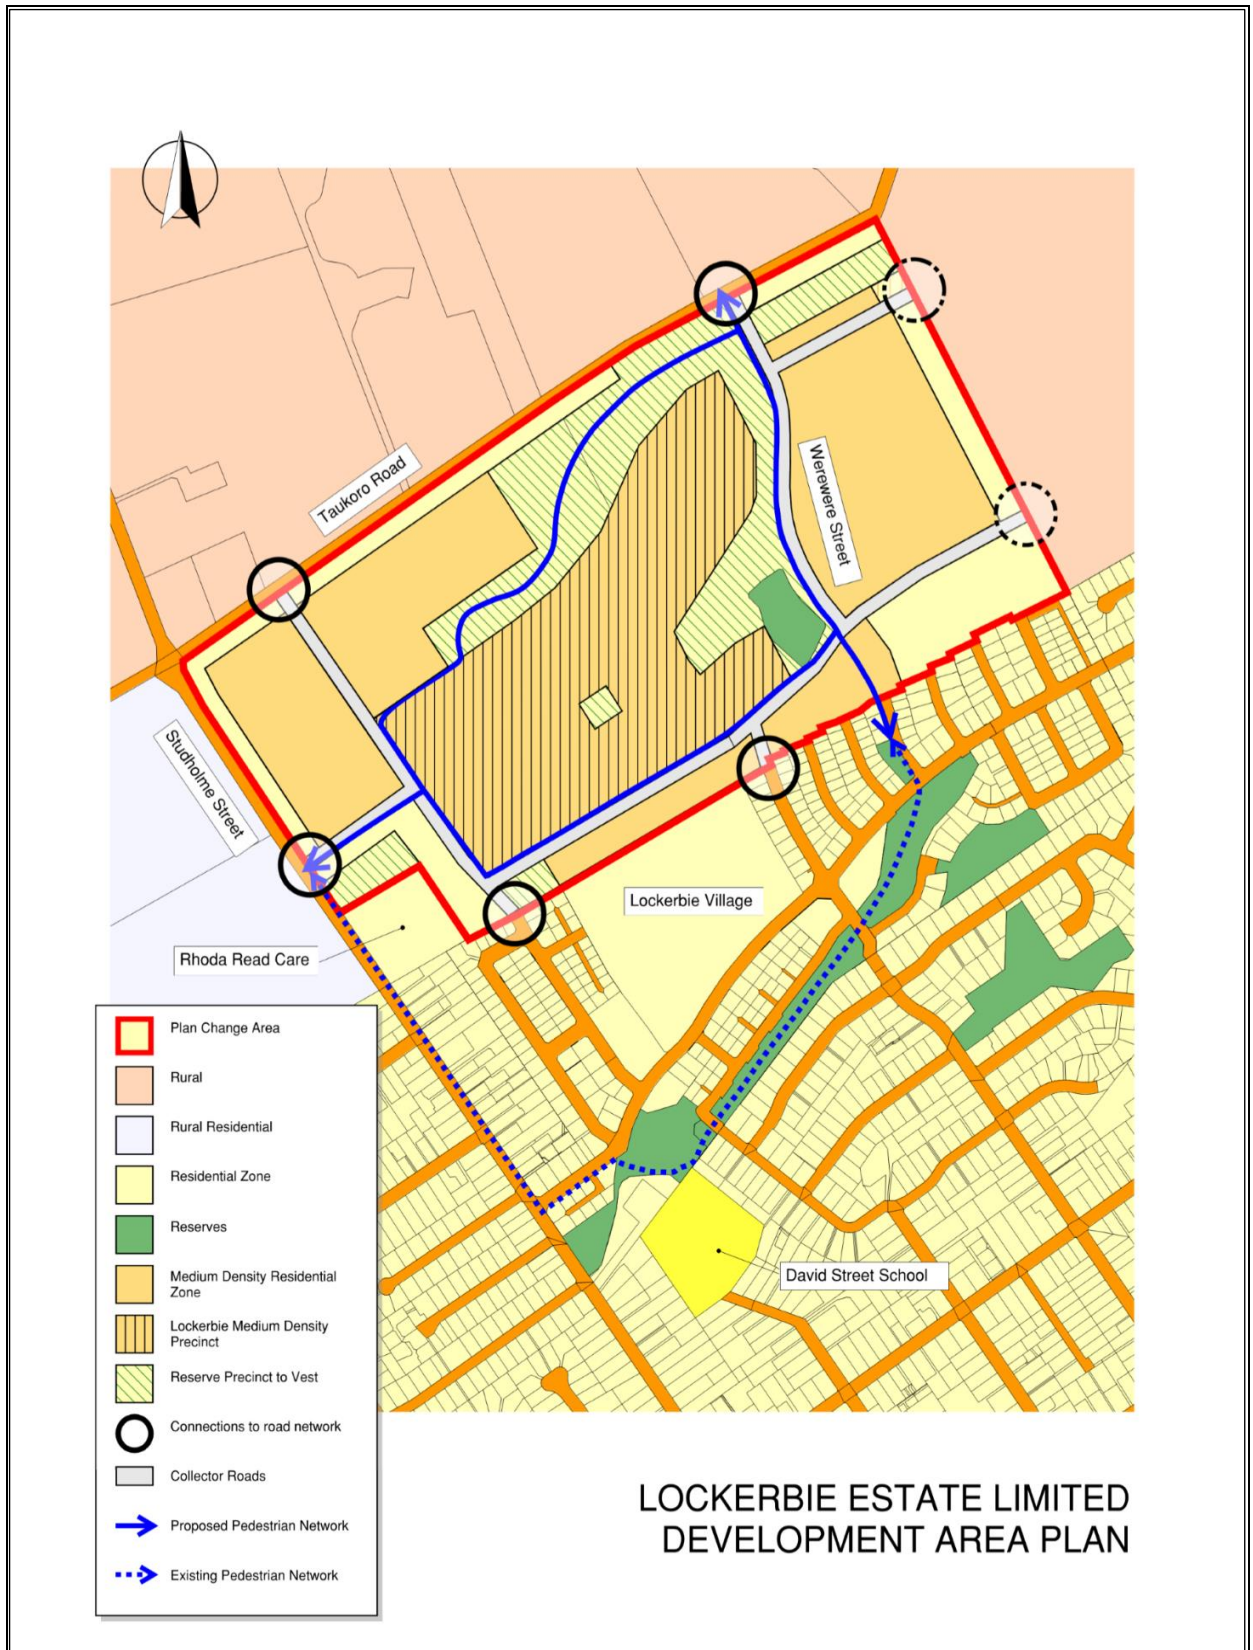 Taukoro Road
Werewere Street
Studholme Street
Lockerbie Village
Rhoda Read Care
David Street School
Plan Change Area
Rural
Rural Residential
Residential Zone
Reserves
Medium Density Residential
Zone
Lockerbie Medium Density
Precinct
Reserve Precinct to Vest
Connections to road network
Collector Roads
Proposed Pedestrian Network
Existing Pedestrian Network
LOCKERBIE ESTATE LIMITED
DEVELOPMENT AREA PLAN